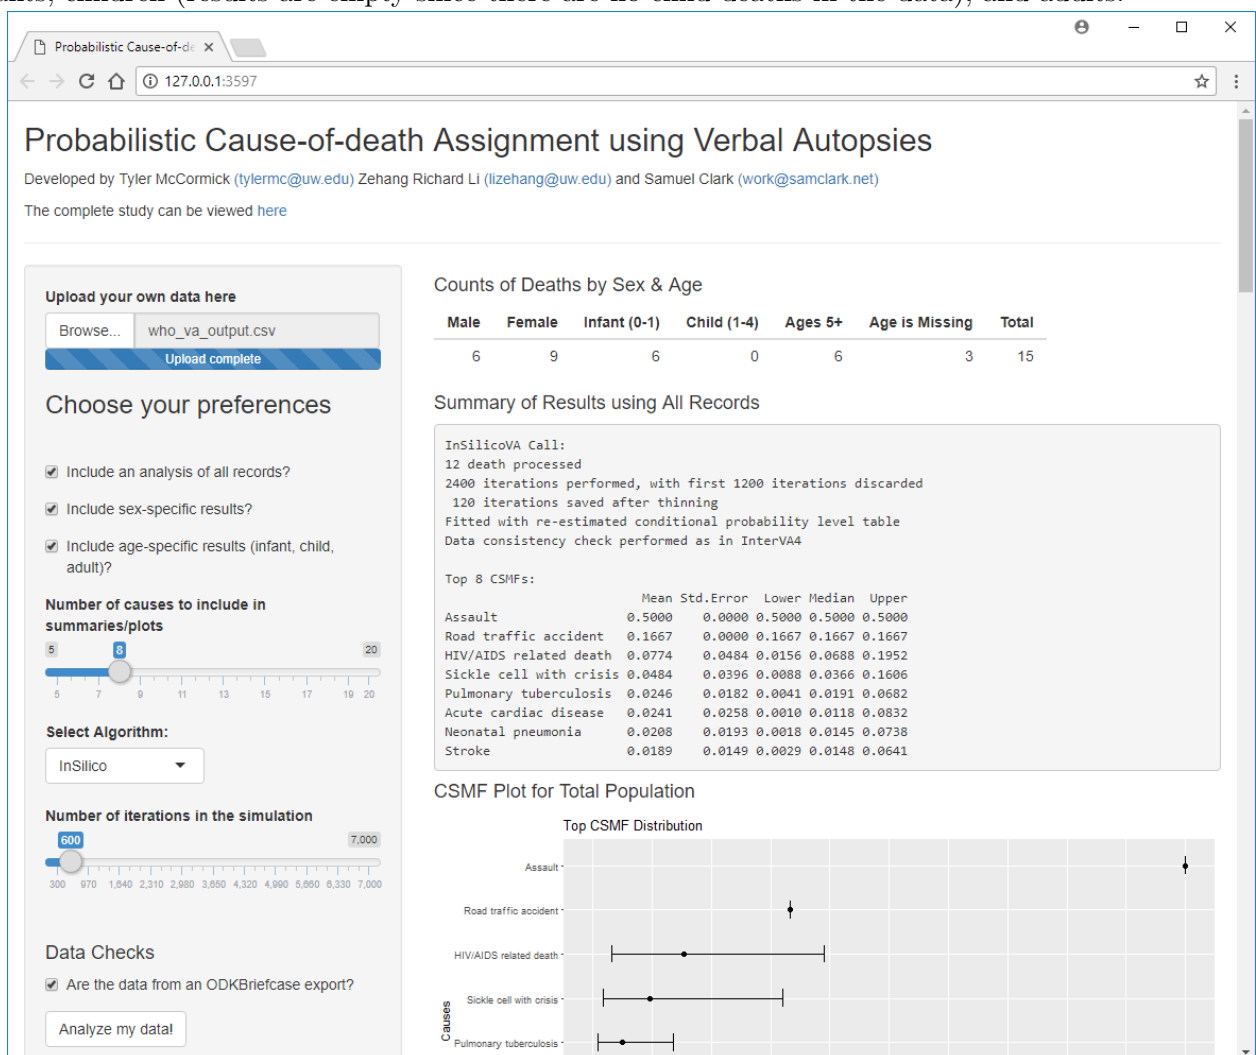 nts, children (results are empty since there are no child deaths in the data), and adults.
Probabilistic Cause-of-de
127.0.0.1:3597
Probabilistic Cause-of-death Assignment using Verbal Autopsies
Developed by Tyler McCormick (tylermc@uw.edu) Zehang Richard Li (lizehang@uw.edu) and Samuel Clark (work@samclark.net)
The complete study can be viewed here
Upload your own data here
Browse... who_va_output.csv
Upload complete
Choose your preferences
Include an analysis of all records?
Include sex-specific results?
Include age-specific results (infant, child,
adult)?
Number of causes to include in
summaries/plots
5 8 20
5 7 9 11 13 15 17 19 20
Select Algorithm:
InSilico
Number of iterations in the simulation
600 7,000
300 970 1,640 2,310 2,980 3,650 4,320 4,990 5,660 6,330 7,000
Data Checks
Are the data from an ODKBriefcase export?
Analyze my data!
Counts of Deaths by Sex & Age
Male Female Infant (0-1) Child (1-4) Ages 5+ Age is Missing Total
6 9 6 0 6 3 15
Summary of Results using All Records
InSilicoVA Call:
12 death processed
2400 iterations performed, with first 1200 iterations discarded
120 iterations saved after thinning
Fitted with re-estimated conditional probability level table
Data consistency check performed as in InterVA4
Top 8 CSMFs:
Mean Std.Error Lower Median Upper
Assault 0.5000 0.0000 0.5000 0.5000 0.5000
Road traffic accident 0.1667 0.0000 0.1667 0.1667 0.1667
HIV/AIDS related death 0.0774 0.0484 0.0156 0.0688 0.1952
Sickle cell with crisis 0.0484 0.0396 0.0088 0.0366 0.1606
Pulmonary tuberculosis 0.0246 0.0182 0.0041 0.0191 0.0682
Acute cardiac disease 0.0241 0.0258 0.0010 0.0118 0.0832
Neonatal pneumonia 0.0208 0.0193 0.0018 0.0145 0.0738
Stroke 0.0189 0.0149 0.0029 0.0148 0.0641
CSMF Plot for Total Population
Top CSMF Distribution
Assault
Road traffic accident
HIV/AIDS related death
Sickle cell with crisis
Pulmonary tuberculosis
Causes